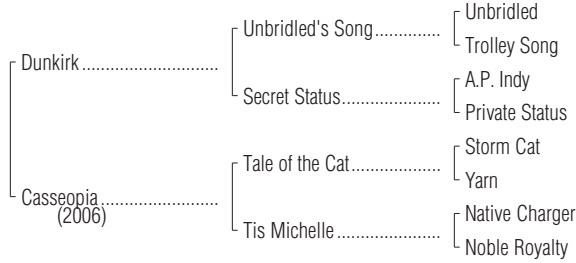 Unbridled
Unbridled's Song..............
Trolley Song
Dunkirk.............................
A.P. Indy
Secret Status.....................
Private Status
Storm Cat
Tale of the Cat...................
Yarn
Casseopia.........................
(2006)
Native Charger
Tis Michelle......................
Noble Royalty